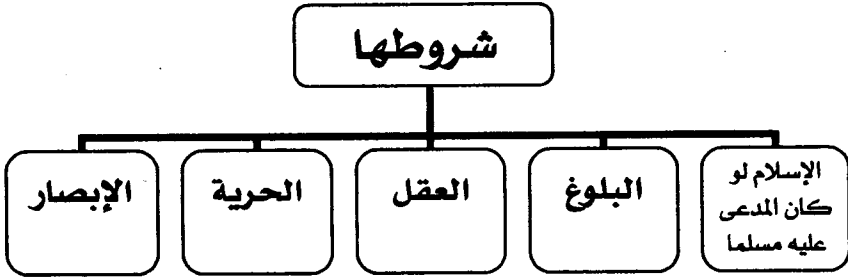 شروطها
الإسلام لو
كان المدعى
عليه مسلما
البلوغ
العقل
الحرية
الإبصار